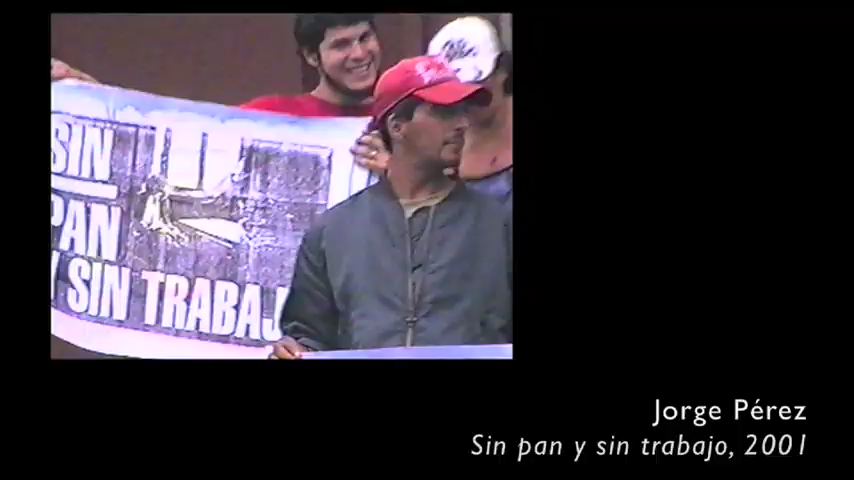 SIN
PAN
Y SIN TRABAJ
Jorge Pérez
Sin pan y sin trabajo, 2001